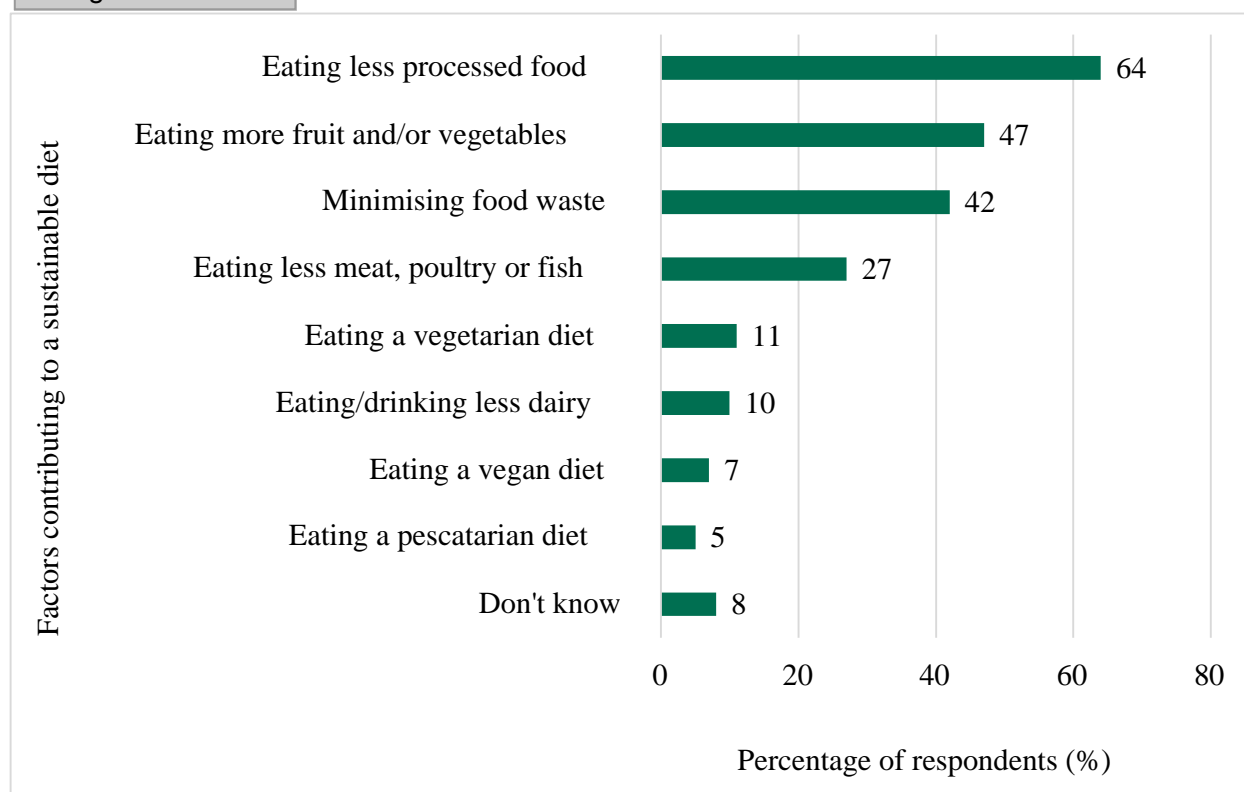 Eating less processed food 64
Eating more fruit and/or vegetables 47
Minimising food waste 42
Eating less meat, poultry or fish 27
Eating a vegetarian diet 11
Eating/drinking less dairy 10
Eating a vegan diet 7
Eating a pescatarian diet 5
Don't know 8
Factors contributing to a sustainable diet
0 20 40 60 80
Percentage of respondents (%)